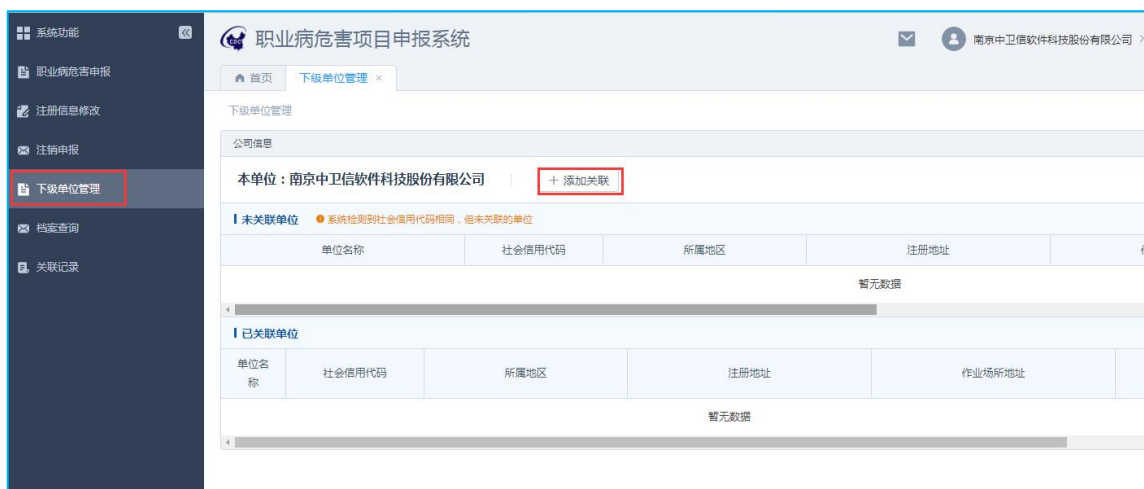 系统功能
职业病危害申报
注册信息修改
注销申报
下级单位管理
档案查询
关联记录
CDC
职业病危害项目申报系统
南京中卫信软件科技股份有限公司
首页 下级单位管理 ×
下级单位管理
公司信息
本单位：南京中卫信软件科技股份有限公司 + 添加关联
未关联单位 系统检测到社会信用代码相同，但未关联的单位
单位名称 社会信用代码 所属地区 注册地址
暂无数据
已关联单位
单位名
称
社会信用代码 所属地区 注册地址 作业场所地址
暂无数据